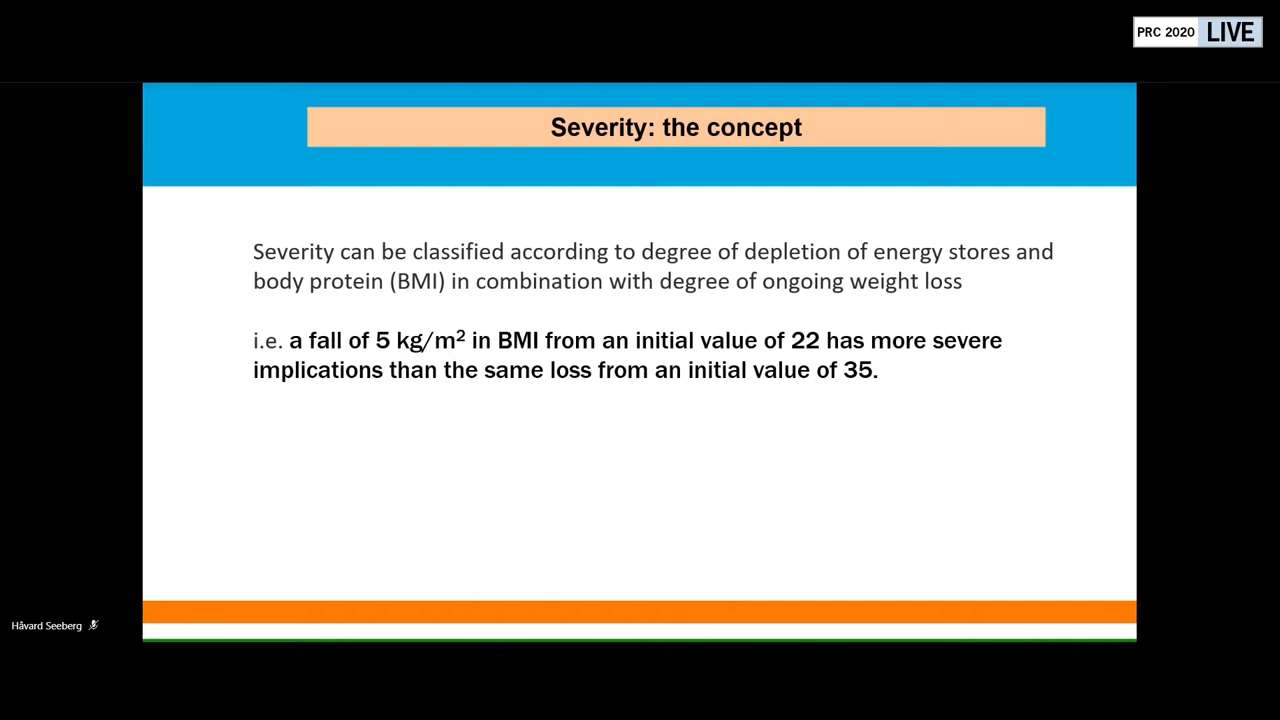 PRC 2020 LIVE
Severity: the concept
Severity can be classified according to degree of depletion of energy stores and
body protein (BMI) in combination with degree of ongoing weight loss
i.e. a fall of 5 kg/m² in BMI from an initial value of 22 has more severe
implications than the same loss from an initial value of 35.
Håvard Seeberg